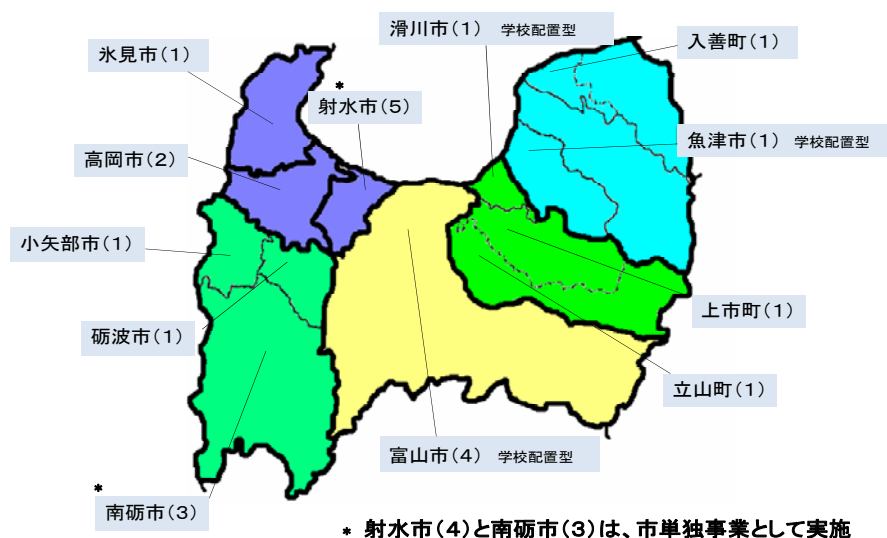 滑川市（1） 学校配置型
入善町（1）
氷見市（1）
*
射水市（5）
魚津市（1） 学校配置型
高岡市（2）
小矢部市（1）
上市町（1）
砺波市（1）
立山町（1）
富山市（4） 学校配置型
*
南砺市（3）
* 射水市（4）と南砺市（3）は、市単独事業として実施